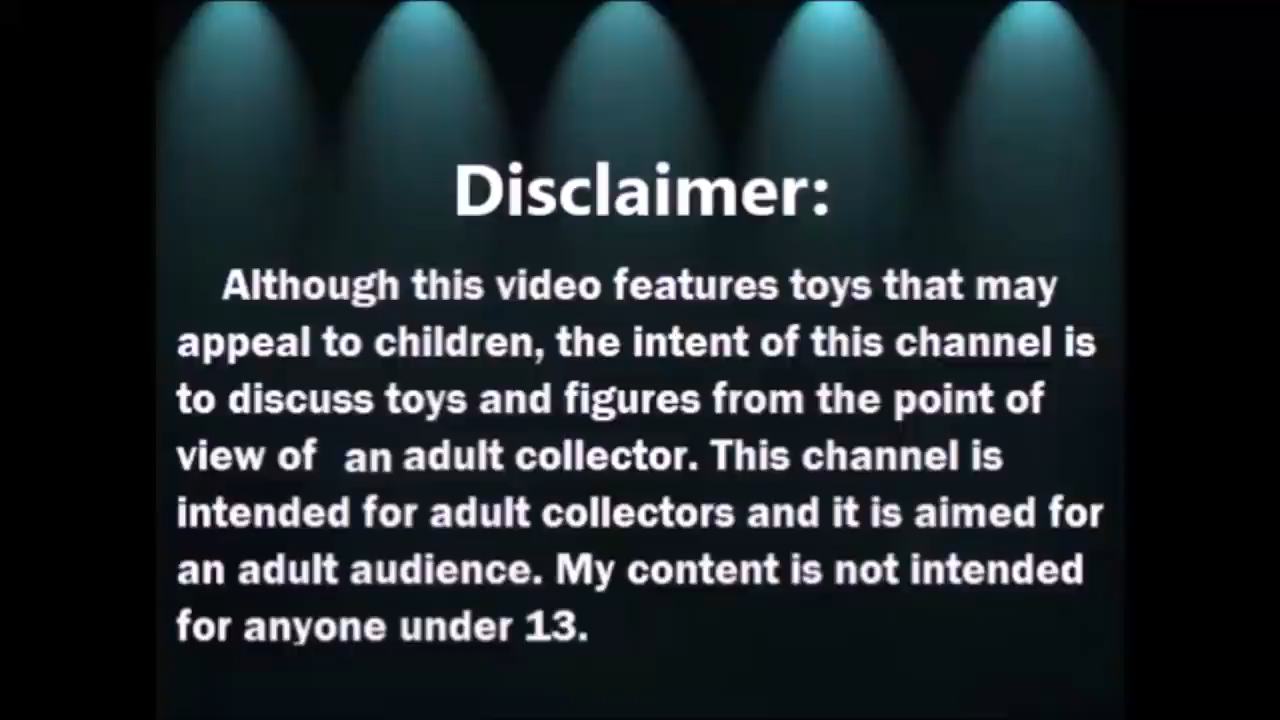 Disclaimer:
Although this video features toys that may
appeal to children, the intent of this channel is
to discuss toys and figures from the point of
view of an adult collector. This channel is
intended for adult collectors and it is aimed for
an adult audience. My content is not intended
for anyone under 13.